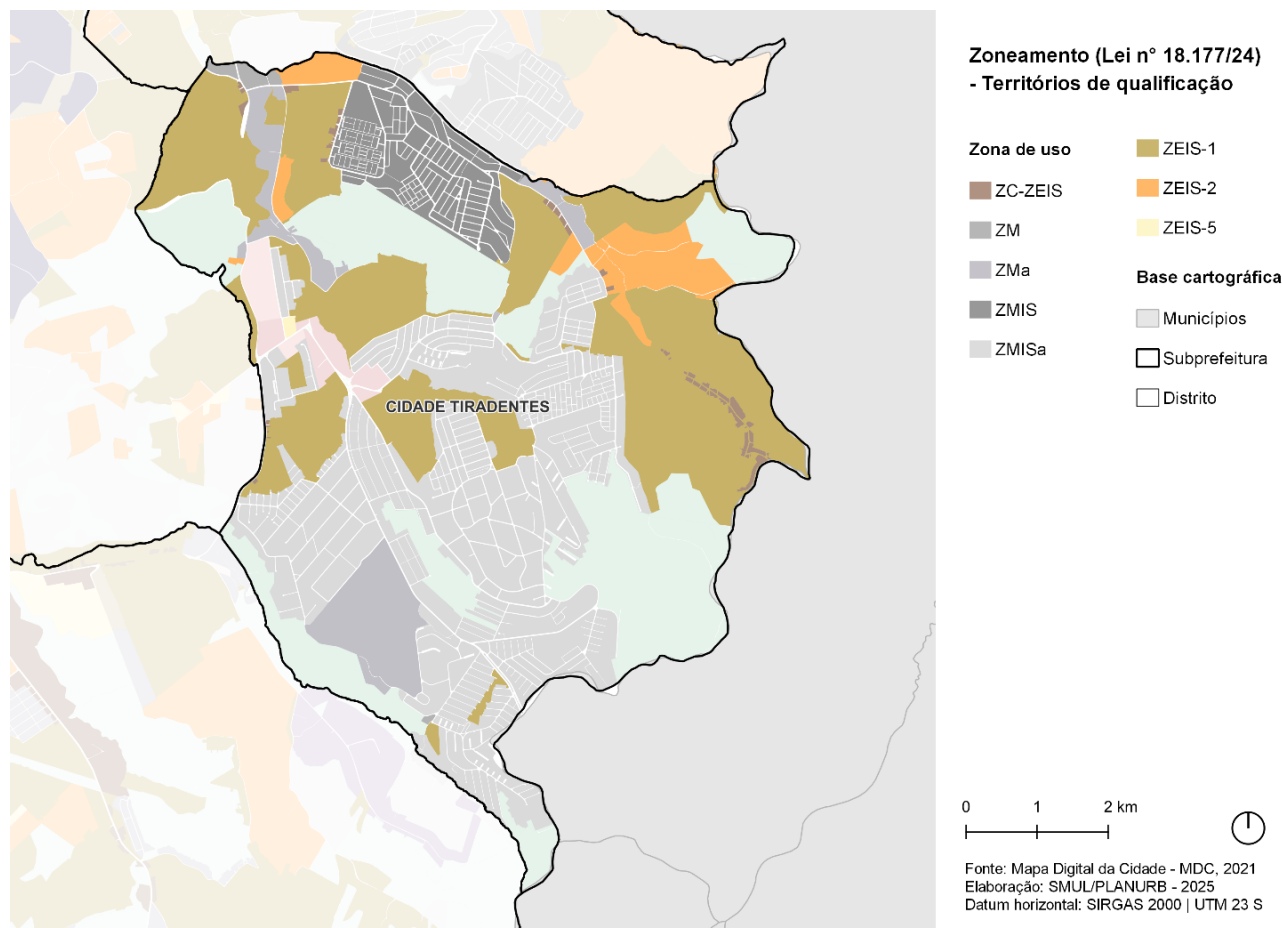 Zoneamento (Lei n° 18.177/24)
- Territórios de qualificação
Zona de uso
ZC-ZEIS
ZM
ZMa
ZMIS
ZMISa
ZEIS-1
ZEIS-2
ZEIS-5
Base cartográfica
Municípios
Subprefeitura
Distrito
CIDADE TIRADENTES
0 1 2 km
Fonte: Mapa Digital da Cidade - MDC, 2021
Elaboração: SMUL/PLANURB - 2025
Datum horizontal: SIRGAS 2000 | UTM 23 S